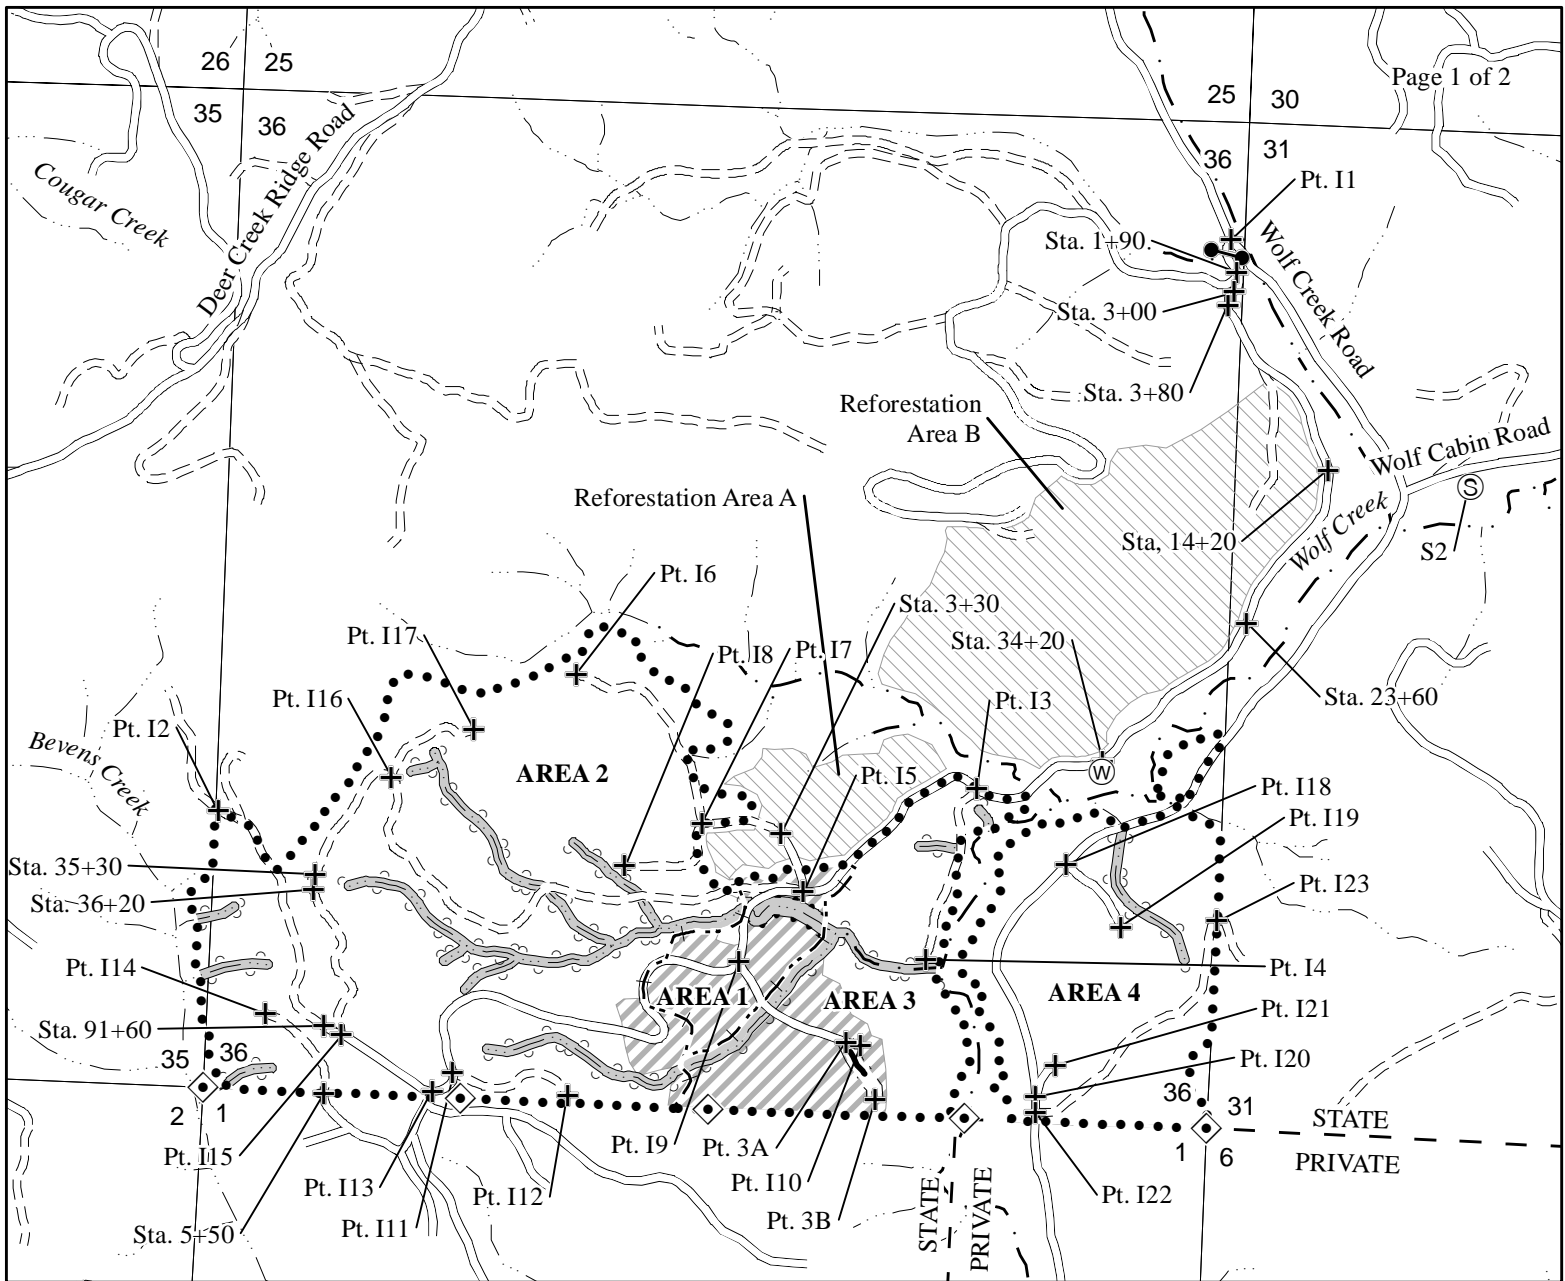 26 25
25 30
Page 1 of 2
35 36
36 31
Cougar Creek
Deer Creek Ridge Road
Pt. I1
Sta. 1+90
Wolf Creek Road
Sta. 3+00
Sta. 3+80
Reforestation
Area B
Wolf Cabin Road
Reforestation Area A
S
Wolf Creek
Sta, 14+20
S2
Pt. I6
Sta. 3+30
Pt. I17
Sta. 34+20
Pt. I8
Pt. I7
Pt. I16
Pt. I3
Sta. 23+60
Pt. I2
Bevens Creek
AREA 2
W
Pt. I5
Pt. I18
Pt. I19
Sta. 35+30
Sta. 36+20
Pt. I23
Pt. I14
Pt. I4
AREA 1
AREA 3
AREA 4
Pt. I21
Sta. 91+60
35 36
Pt. I20
36 31
2 1
STATE
PRIVATE
1 6
Pt. I15
Pt. I9
Pt. 3A
Pt. I13
Pt. I12
Pt. I10
Pt. I22
Sta. 5+50
Pt. I11
Pt. 3B
STATE
PRIVATE